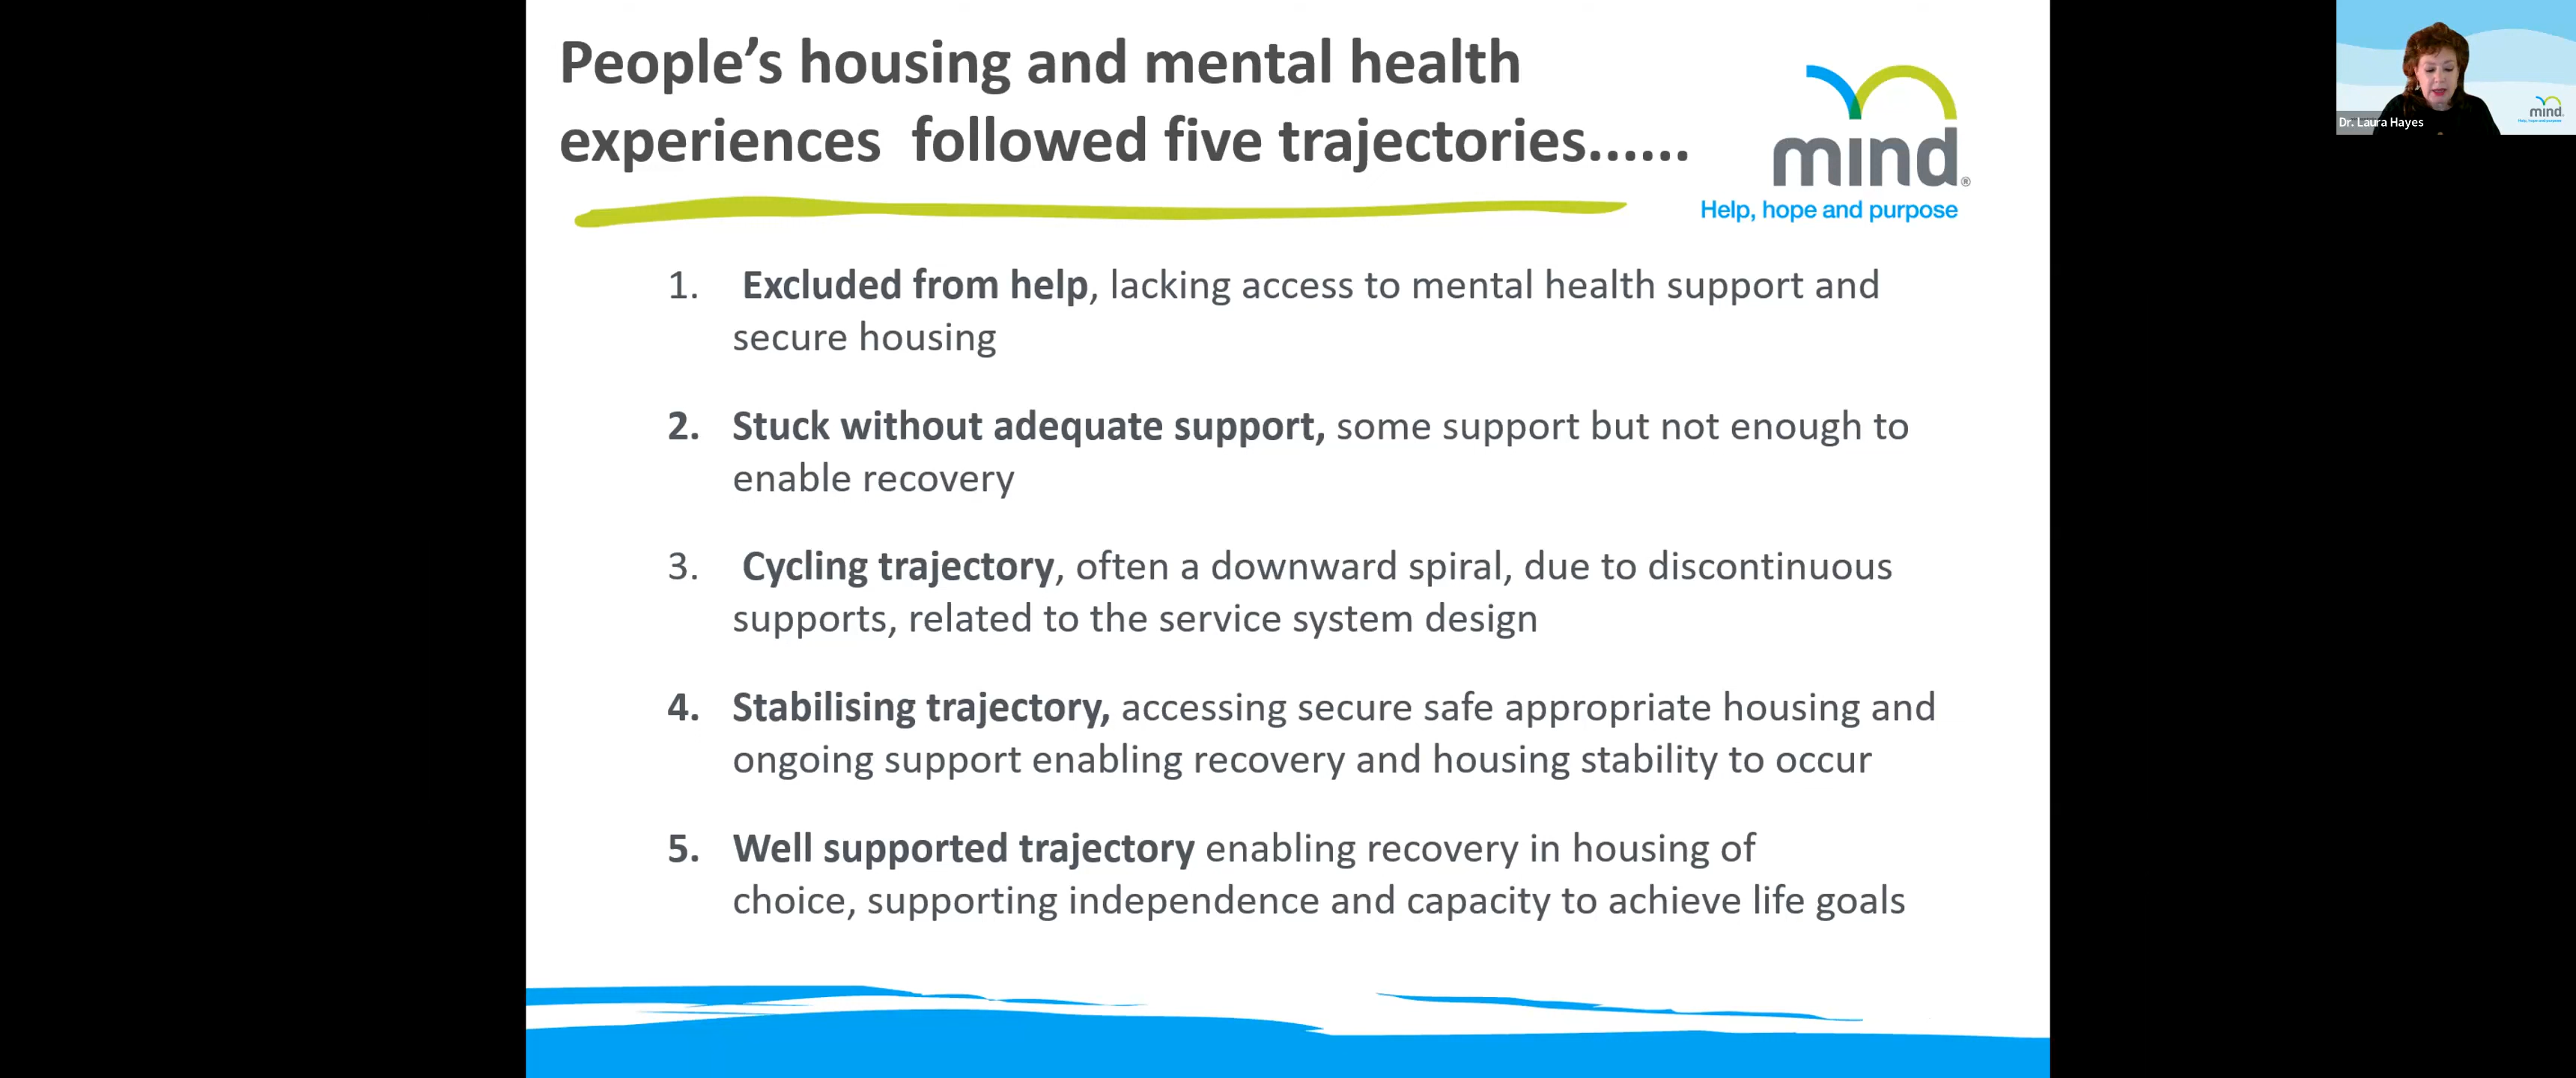 People’s housing and mental health
experiences  followed five trajectories......
mind®
Help, hope and purpose
1. Excluded from help, lacking access to mental health support and
secure housing
2. Stuck without adequate support, some support but not enough to
enable recovery
3. Cycling trajectory, often a downward spiral, due to discontinuous
supports, related to the service system design
4. Stabilising trajectory, accessing secure safe appropriate housing and
ongoing support enabling recovery and housing stability to occur
5. Well supported trajectory enabling recovery in housing of
choice, supporting independence and capacity to achieve life goals
Dr. Laura Hayes
mind